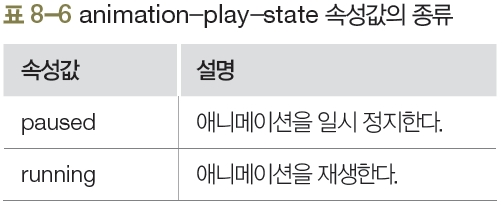 표 8-6 animation-play-state 속성값의 종류
속성값 설명
paused 애니메이션을 일시 정지한다.
running 애니메이션을 재생한다.